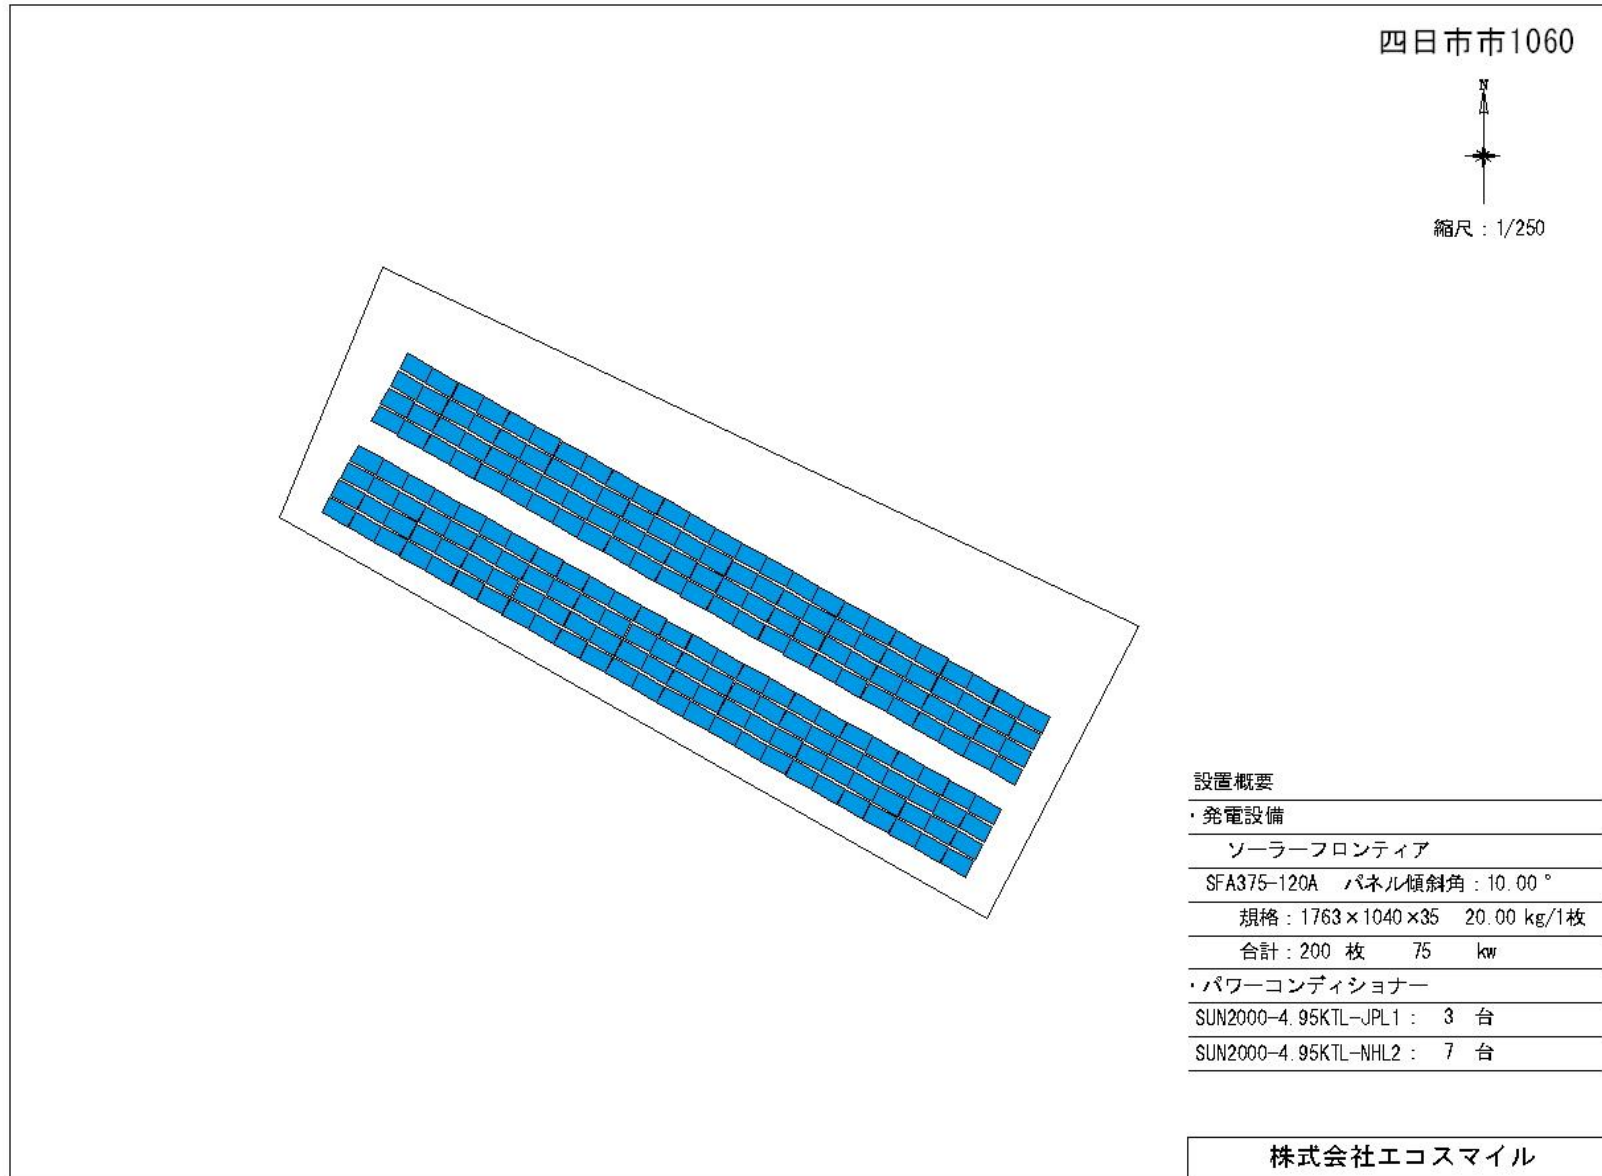 四日市市1060
N
縮尺：1/250
設置概要
・発電設備
ソーラーフロンティア
SFA375-120A パネル傾斜角：10.00°
規格：1763×1040×35 20.00 kg/1枚
合計：200 枚 75 kw
・パワーコンディショナー
SUN2000-4.95KTL-JPL1： 3 台
SUN2000-4.95KTL-NHL2： 7 台
株式会社エコスマイル